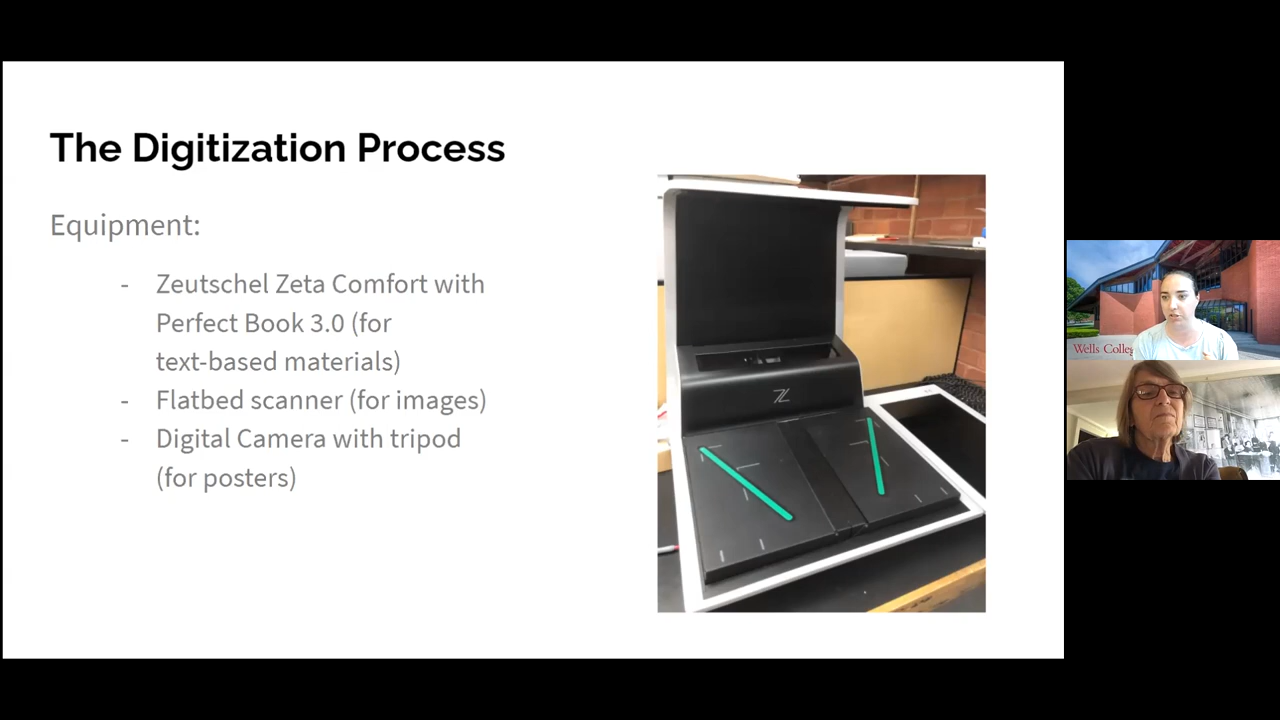 The Digitization Process
Equipment:
- Zeutschel Zeta Comfort with
Perfect Book 3.0 (for
text-based materials)
- Flatbed scanner (for images)
- Digital Camera with tripod
(for posters)
Z
Wells